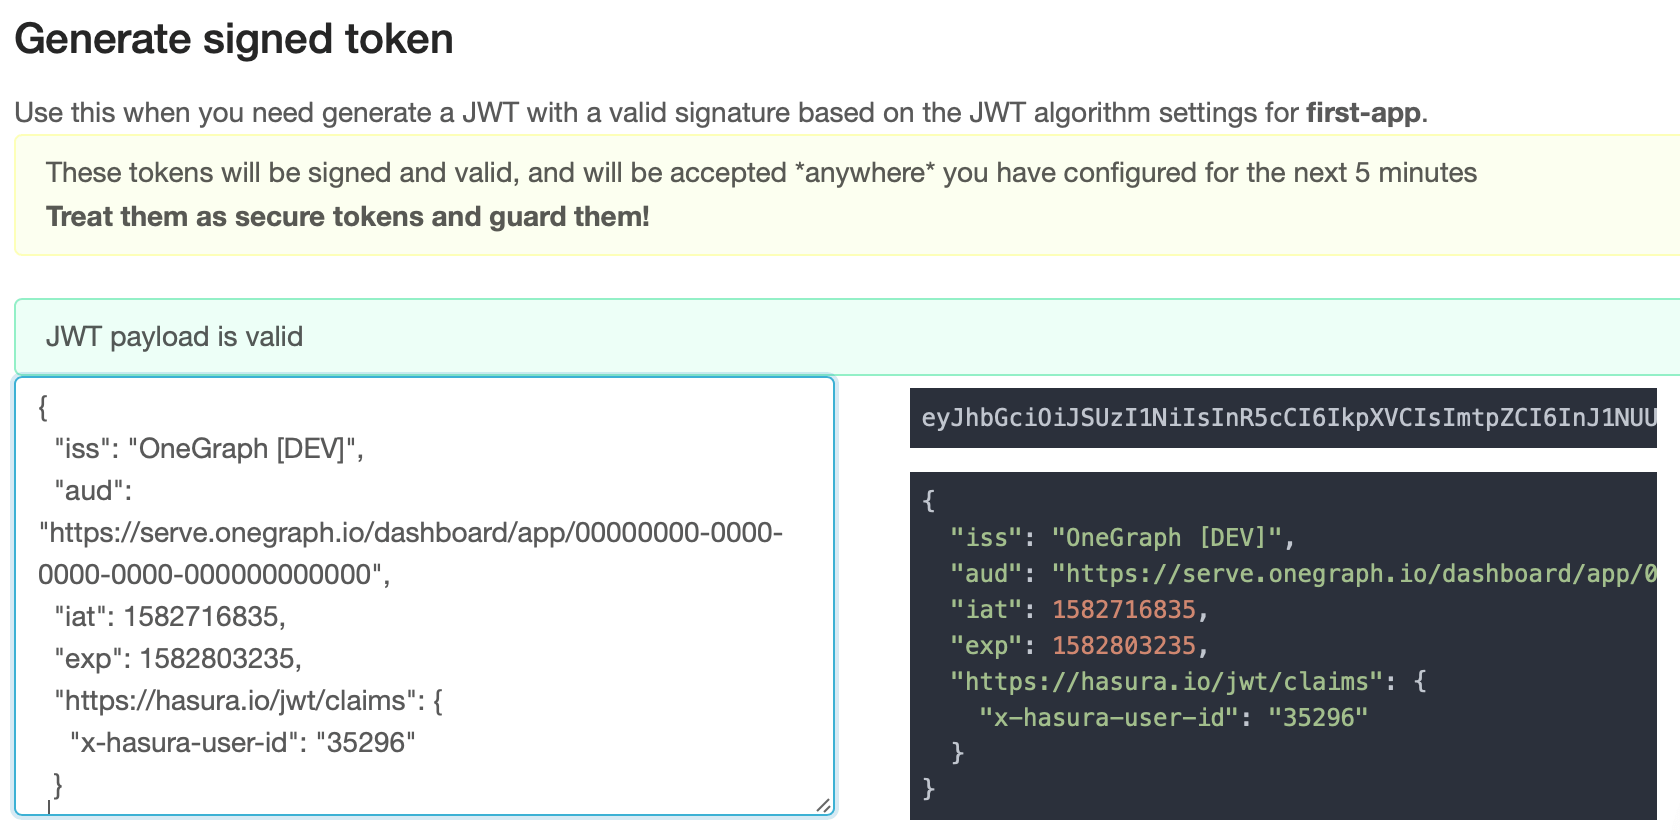 Generate signed token
Use this when you need generate a JWT with a valid signature based on the JWT algorithm settings for first-app.
These tokens will be signed and valid, and will be accepted *anywhere* you have configured for the next 5 minutes
Treat them as secure tokens and guard them!
JWT payload is valid
{
  "iss": "OneGraph [DEV]",
  "aud":
"https://serve.onegraph.io/dashboard/app/00000000-0000-
0000-0000-000000000000",
  "iat": 1582716835,
  "exp": 1582803235,
  "https://hasura.io/jwt/claims": {
    "x-hasura-user-id": "35296"
  }
eyJhbGciOiJSUzI1NiIsInR5cCI6IkpXVCIsImtpZCI6InJ1NUU
{
  "iss": "OneGraph [DEV]",
  "aud": "https://serve.onegraph.io/dashboard/app/0
  "iat": 1582716835,
  "exp": 1582803235,
  "https://hasura.io/jwt/claims": {
    "x-hasura-user-id": "35296"
  }
}